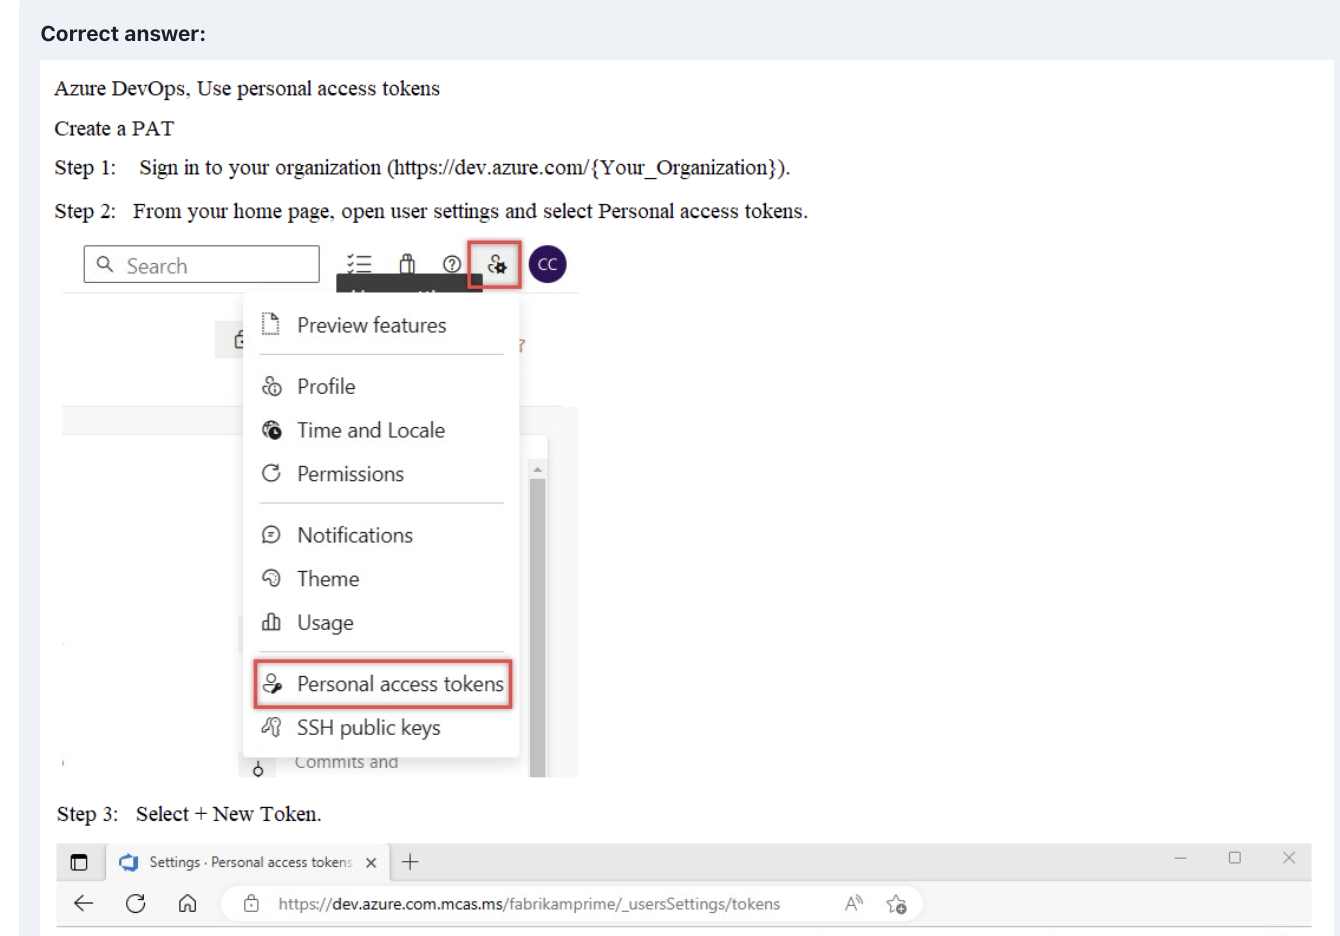 Correct answer:
Azure DevOps, Use personal access tokens
Create a PAT
Step 1: Sign in to your organization (https://dev.azure.com/{Your_Organization}).
Step 2: From your home page, open user settings and select Personal access tokens.
Search
CC
Preview features
Profile
Time and Locale
Permissions
Notifications
Theme
Usage
Personal access tokens
SSH public keys
Commits and
Step 3: Select + New Token.
Settings · Personal access tokens
https://dev.azure.com.mcas.ms/fabrikamprime/_usersSettings/tokens